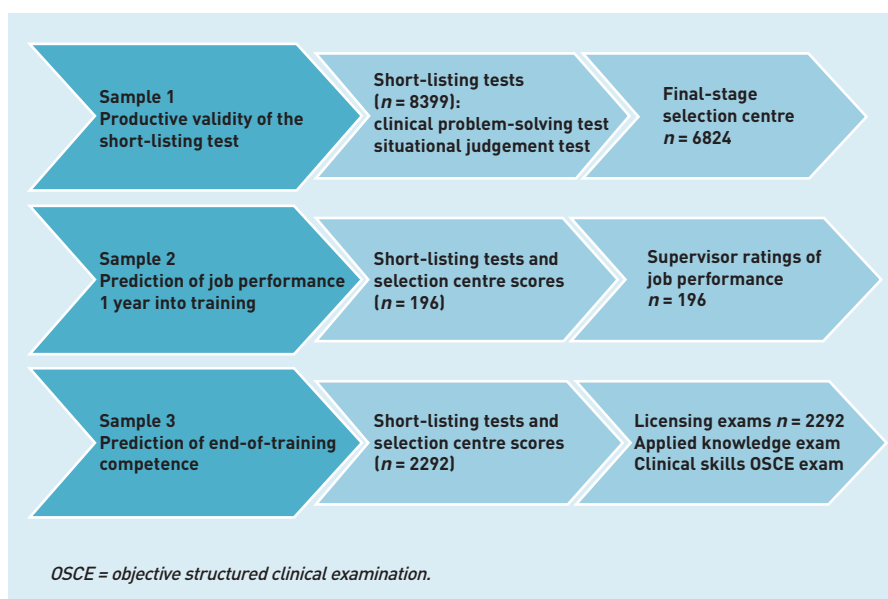 Sample 1
Productive validity of the
short-listing test
Short-listing tests
(n = 8399):
clinical problem-solving test
situational judgement test
Final-stage
selection centre
n = 6824
Sample 2
Prediction of job performance
1 year into training
Short-listing tests and
selection centre scores
(n = 196)
Supervisor ratings of
job performance
n = 196
Sample 3
Prediction of end-of-training
competence
Short-listing tests and
selection centre scores
(n = 2292)
Licensing exams n = 2292
Applied knowledge exam
Clinical skills OSCE exam
OSCE = objective structured clinical examination.